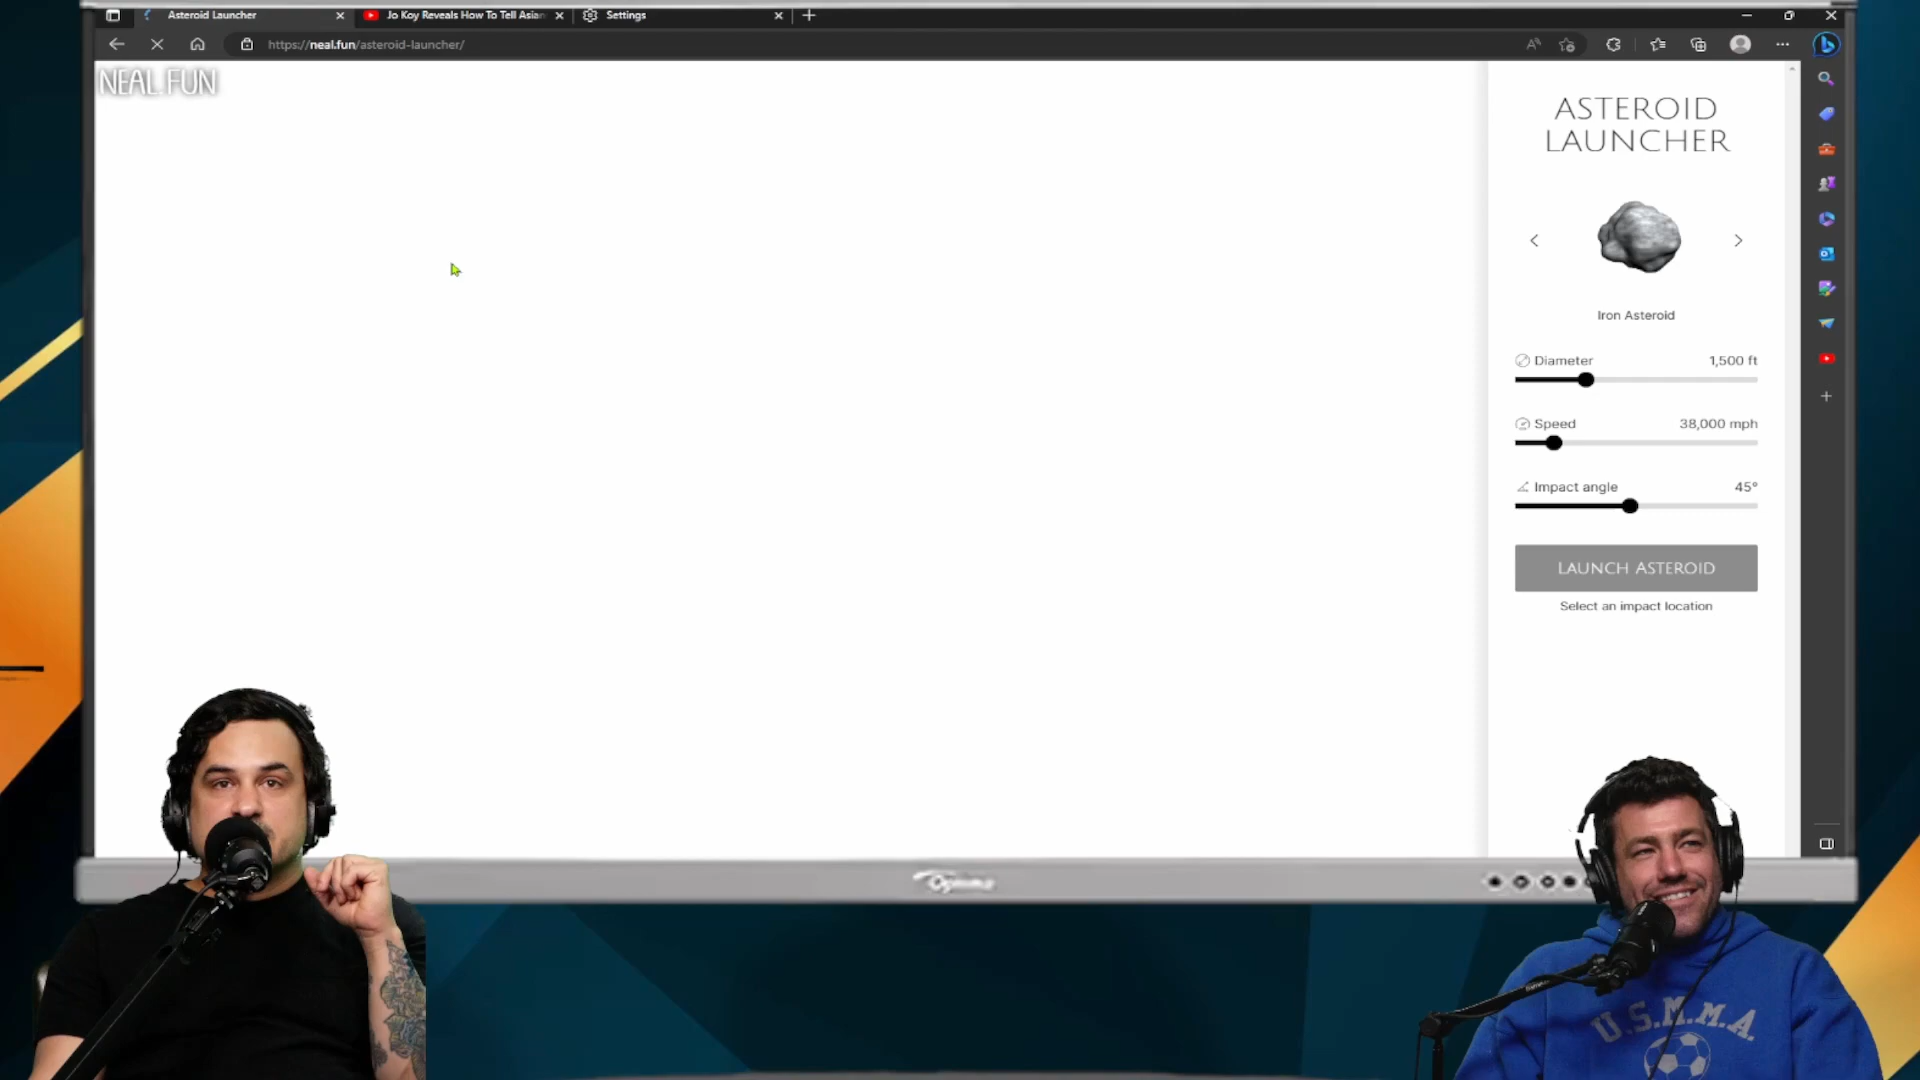 Asteroid Launcher
Jo Koy Reveals How To Tell Asian
Settings
https://neal.fun/asteroid-launcher/
NEAL.FUN
ASTEROID
LAUNCHER
Iron Asteroid
Diameter 1,500 ft
Speed 38,000 mph
Impact angle 45°
LAUNCH ASTEROID
Select an impact location
U.S.M.M.A.